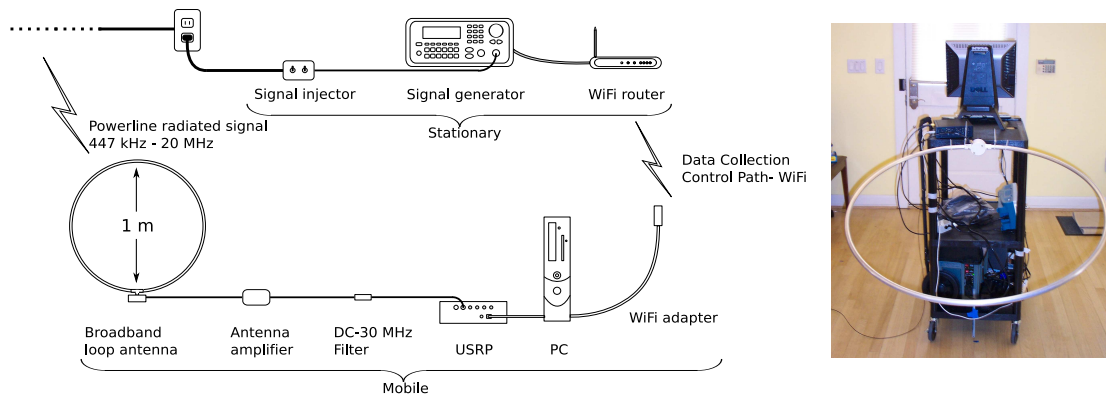 Signal injector
Signal generator
WiFi router
Stationary
Powerline radiated signal
447 kHz - 20 MHz
Data Collection
Control Path- WiFi
1 m
Broadband
loop antenna
Antenna
amplifier
DC-30 MHz
Filter
USRP
PC
WiFi adapter
Mobile
DELL